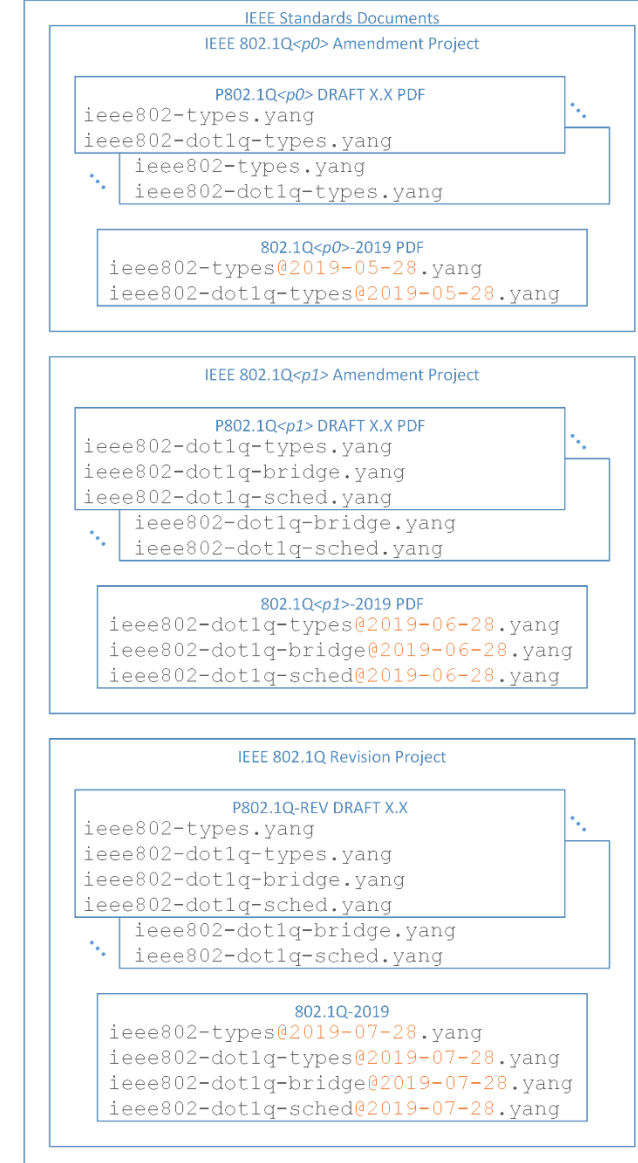 IEEE Standards Documents
IEEE 802.1Q<p0> Amendment Project
P802.1Q<p0> DRAFT X.X PDF
ieee802-types.yang
ieee802-dot1q-types.yang
ieee802-types.yang
ieee802-dot1q-types.yang
802.1Q<p0>-2019 PDF
ieee802-types@2019-05-28.yang
ieee802-dot1q-types@2019-05-28.yang
IEEE 802.1Q<p1> Amendment Project
P802.1Q<p1> DRAFT X.X PDF
ieee802-dot1q-types.yang
ieee802-dot1q-bridge.yang
ieee802-dot1q-sched.yang
ieee802-dot1q-bridge.yang
ieee802-dot1q-sched.yang
802.1Q<p1>-2019 PDF
ieee802-dot1q-types@2019-06-28.yang
ieee802-dot1q-bridge@2019-06-28.yang
ieee802-dot1q-sched@2019-06-28.yang
IEEE 802.1Q Revision Project
P802.1Q-REV DRAFT X.X
ieee802-types.yang
ieee802-dot1q-types.yang
ieee802-dot1q-bridge.yang
ieee802-dot1q-sched.yang
ieee802-dot1q-bridge.yang
ieee802-dot1q-sched.yang
802.1Q-2019
ieee802-types@2019-07-28.yang
ieee802-dot1q-types@2019-07-28.yang
ieee802-dot1q-bridge@2019-07-28.yang
ieee802-dot1q-sched@2019-07-28.yang